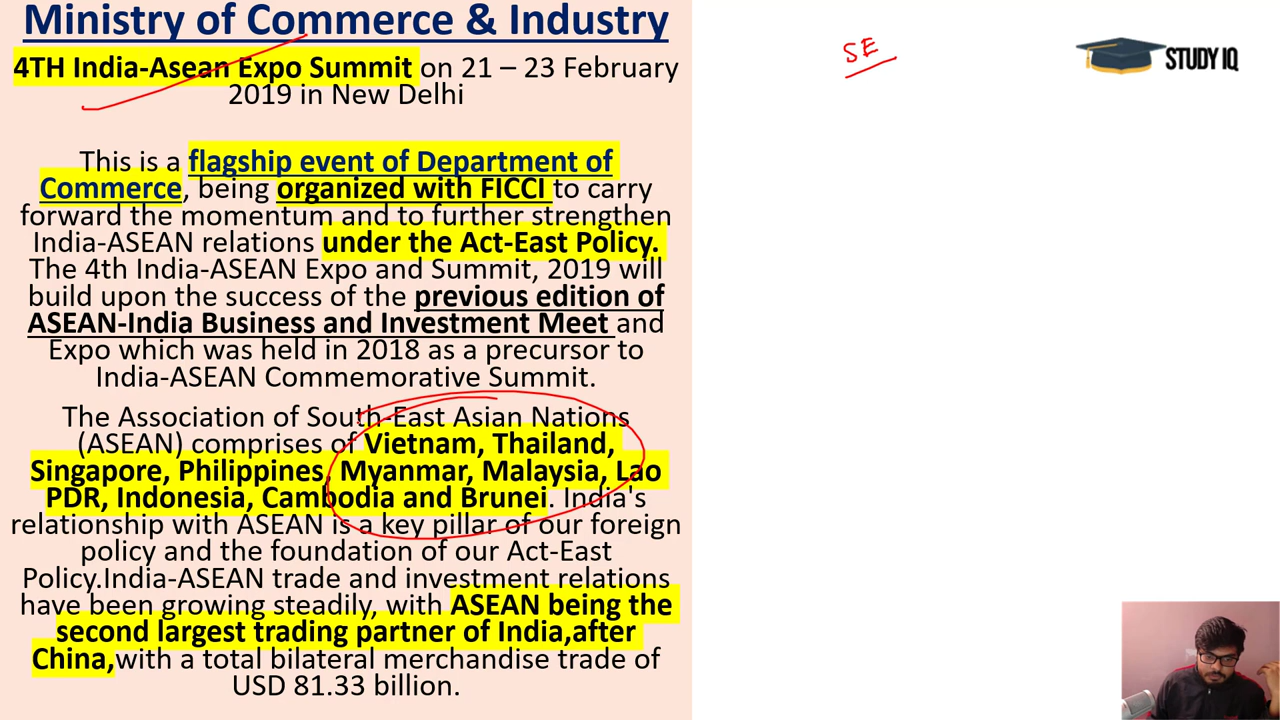 Ministry of Commerce & Industry
4TH India-Asean Expo Summit on 21 – 23 February
2019 in New Delhi
This is a flagship event of Department of
Commerce, being organized with FICCI to carry
forward the momentum and to further strengthen
India-ASEAN relations under the Act-East Policy.
The 4th India-ASEAN Expo and Summit, 2019 will
build upon the success of the previous edition of
ASEAN-India Business and Investment Meet and
Expo which was held in 2018 as a precursor to
India-ASEAN Commemorative Summit.
The Association of South-East Asian Nations
(ASEAN) comprises of Vietnam, Thailand,
Singapore, Philippines, Myanmar, Malaysia, Lao
PDR, Indonesia, Cambodia and Brunei. India's
relationship with ASEAN is a key pillar of our foreign
policy and the foundation of our Act-East
Policy.India-ASEAN trade and investment relations
have been growing steadily, with ASEAN being the
second largest trading partner of India,after
China,with a total bilateral merchandise trade of
USD 81.33 billion.
SE
STUDY IQ